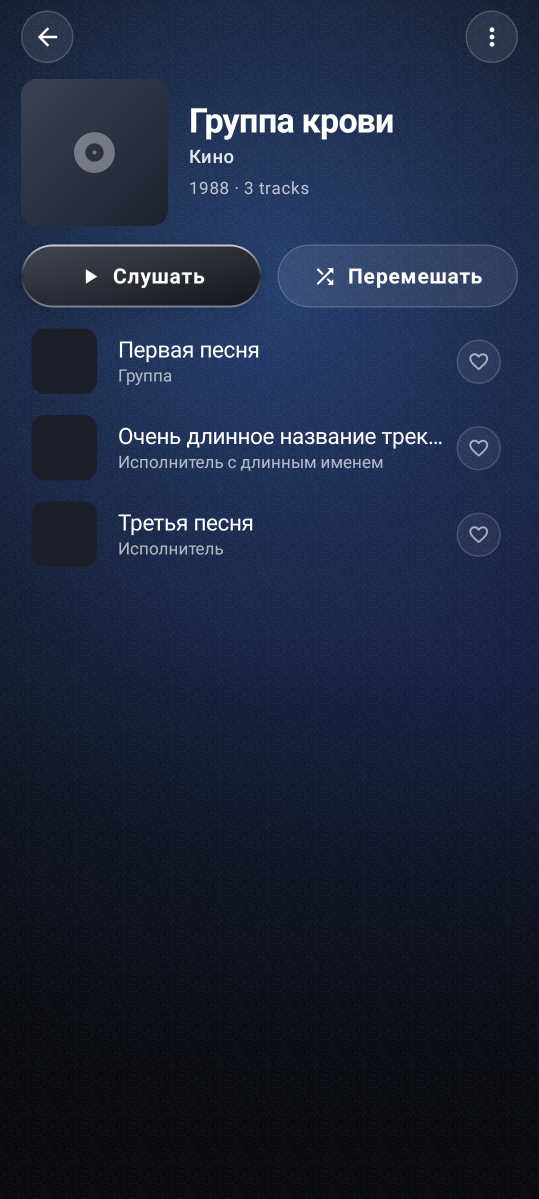 Группа крови
Кино
1988 · 3 tracks
Слушать
Перемешать
Первая песня
Группа
Очень длинное название трек...
Исполнитель с длинным именем
Третья песня
Исполнитель